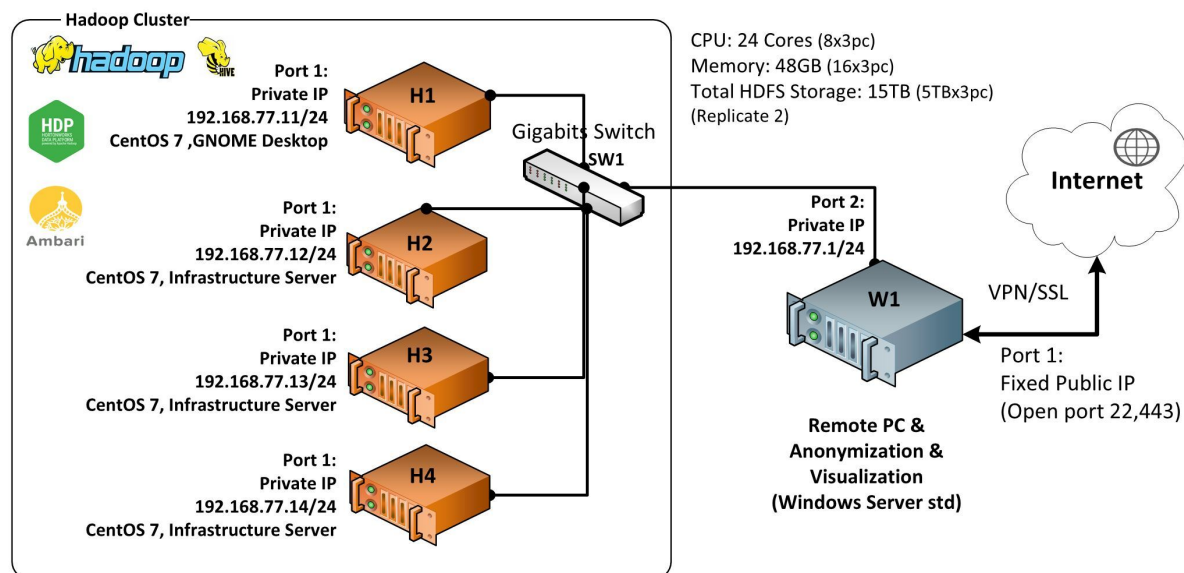 Hadoop Cluster
hadoop
HIVE
HDP
HORTONWORKS
DATA PLATFORM
Ambari
Port 1:
Private IP
192.168.77.11/24
CentOS 7 ,GNOME Desktop
H1
Port 1:
Private IP
192.168.77.12/24
CentOS 7, Infrastructure Server
H2
Port 1:
Private IP
192.168.77.13/24
CentOS 7, Infrastructure Server
H3
Port 1:
Private IP
192.168.77.14/24
CentOS 7, Infrastructure Server
H4
Gigabits Switch
SW1
CPU: 24 Cores (8x3pc)
Memory: 48GB (16x3pc)
Total HDFS Storage: 15TB (5TBx3pc)
(Replicate 2)
Port 2:
Private IP
192.168.77.1/24
W1
Remote PC &
Anonymization &
Visualization
(Windows Server std)
Internet
VPN/SSL
Port 1:
Fixed Public IP
(Open port 22,443)